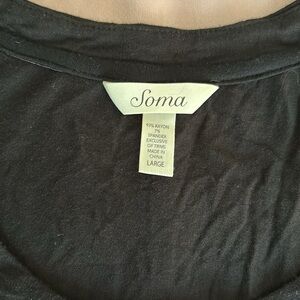 Soma
93% RAYON
7%
SPANDEX
EXCLUSIVE
OF TRIMS
MADE IN
CHINA
LARGE